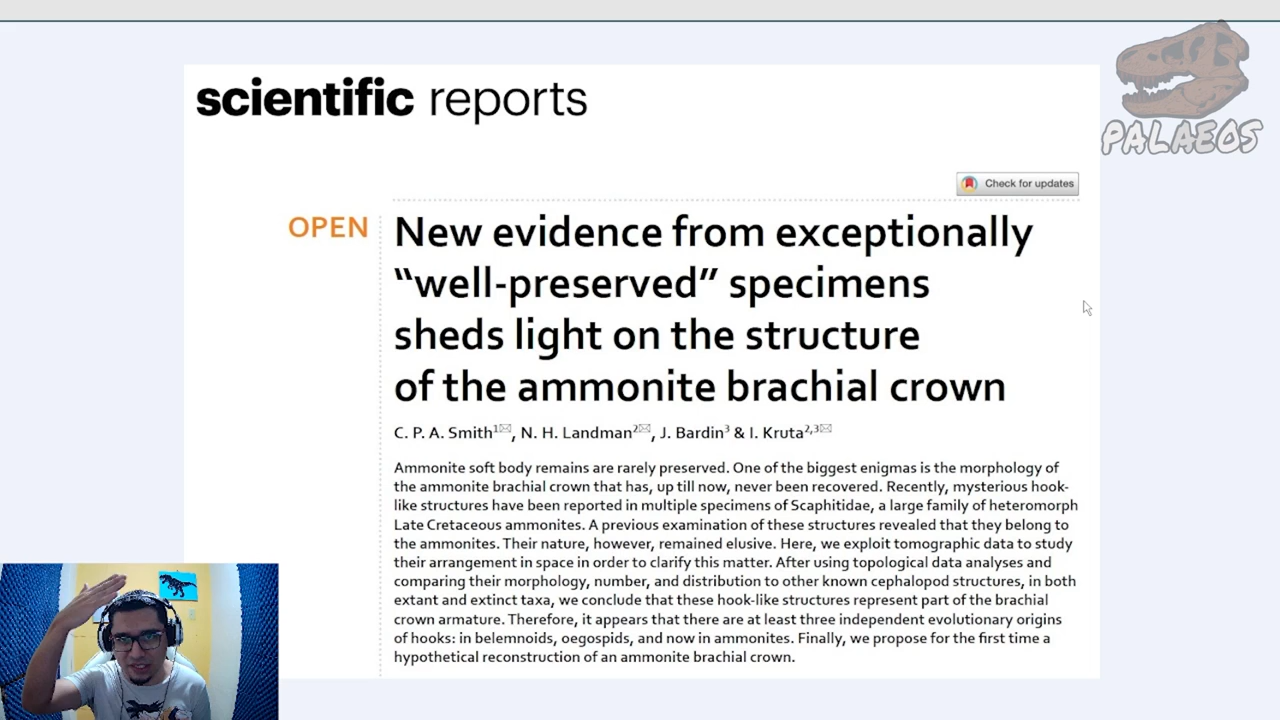 PALAEOS
scientific reports
Check for updates
OPEN
New evidence from exceptionally
“well-preserved” specimens
sheds light on the structure
of the ammonite brachial crown
C. P. A. Smith¹✉, N. H. Landman²✉, J. Bardin³ & I. Kruta²,³✉
Ammonite soft body remains are rarely preserved. One of the biggest enigmas is the morphology of
the ammonite brachial crown that has, up till now, never been recovered. Recently, mysterious hook-
like structures have been reported in multiple specimens of Scaphitidae, a large family of heteromorph
Late Cretaceous ammonites. A previous examination of these structures revealed that they belong to
the ammonites. Their nature, however, remained elusive. Here, we exploit tomographic data to study
their arrangement in space in order to clarify this matter. After using topological data analyses and
comparing their morphology, number, and distribution to other known cephalopod structures, in both
extant and extinct taxa, we conclude that these hook-like structures represent part of the brachial
crown armature. Therefore, it appears that there are at least three independent evolutionary origins
of hooks: in belemnoids, oegospids, and now in ammonites. Finally, we propose for the first time a
hypothetical reconstruction of an ammonite brachial crown.